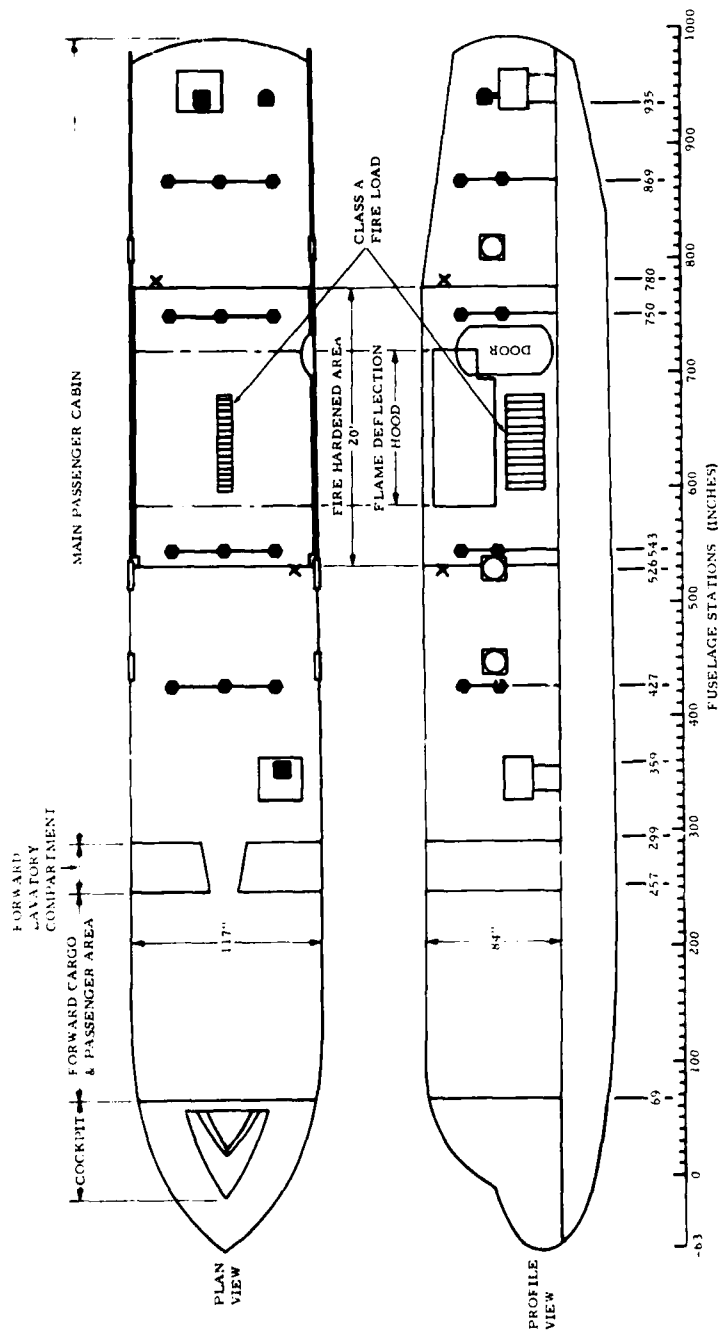 MAIN PASSENGER CABIN
FORWARD
LAVATORY
COMPARTMENT
FORWARD CARGO
& PASSENGER AREA
COCKPIT
PLAN
VIEW
117"
CLASS A
FIRE LOAD
FIRE HARDENED AREA
20'
FLAME DEFLECTION
HOOD
DOOR
84"
PROFILE
VIEW
69
257
299
359
427
526
543
750
780
869
935
-63
0
100
200
300
400
500
600
700
800
900
1000
FUSELAGE STATIONS (INCHES)